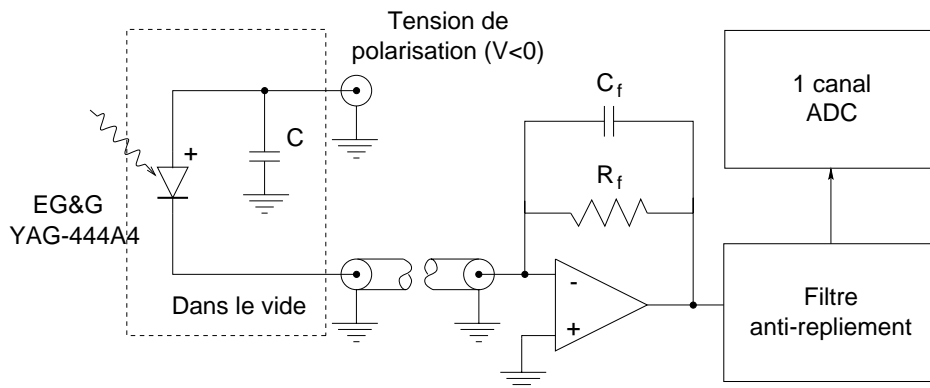 Tension de
polarisation (V<0)
C
+
EG&G
YAG-444A4
Dans le vide
C f
R f
-
+
1 canal
ADC
Filtre
anti-repliement